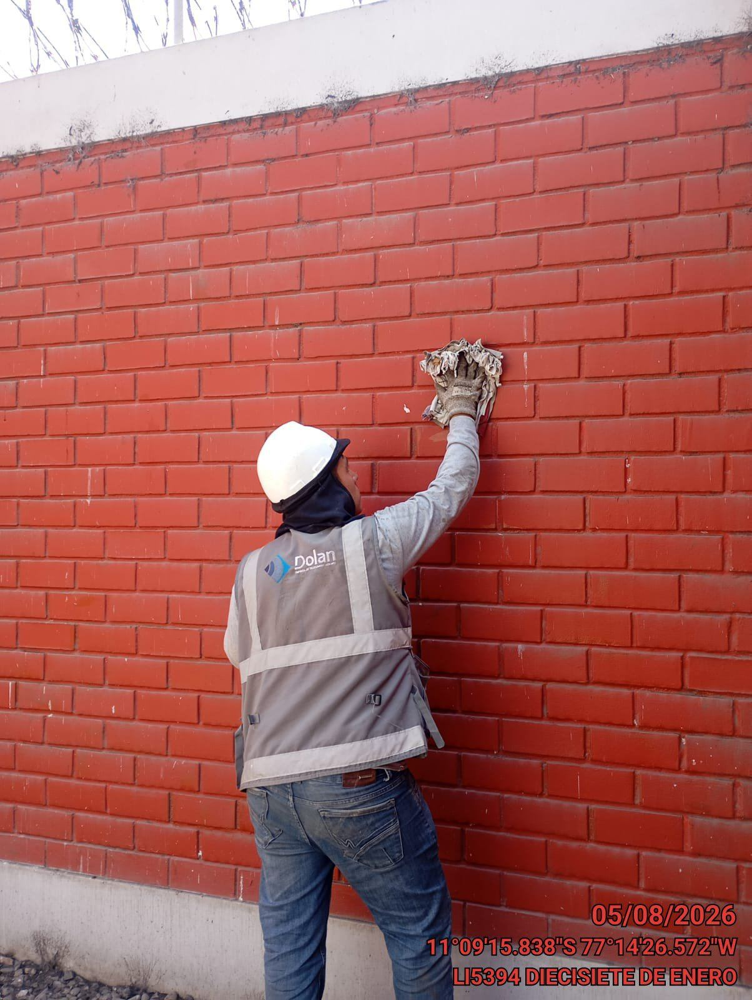 Dolan
05/08/2026
11°09'15.838"S 77°14'26.572"W
LI5394 DIECISIETE DE ENERO